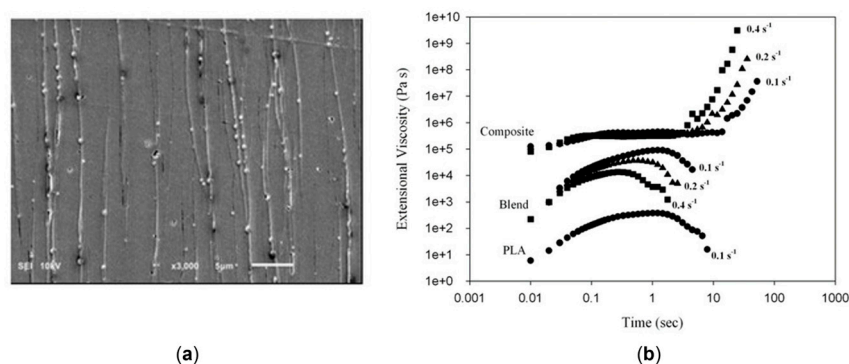 SEI 10kV x3,000 5µm
(a)
Extensional Viscosity (Pa s)
1e+10
1e+9
1e+8
1e+7
1e+6
1e+5
1e+4
1e+3
1e+2
1e+1
1e+0
0.4 s⁻¹
0.2 s⁻¹
0.1 s⁻¹
Composite
0.1 s⁻¹
0.2 s⁻¹
Blend
0.4 s⁻¹
PLA
0.1 s⁻¹
0.001 0.01 0.1 1 10 100 1000
Time (sec)
(b)